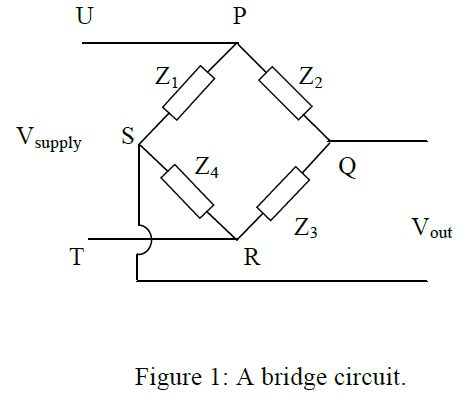 U P
Z1 Z2
Vsupply S Z4 Q
Z3 Vout
T R
Figure 1: A bridge circuit.